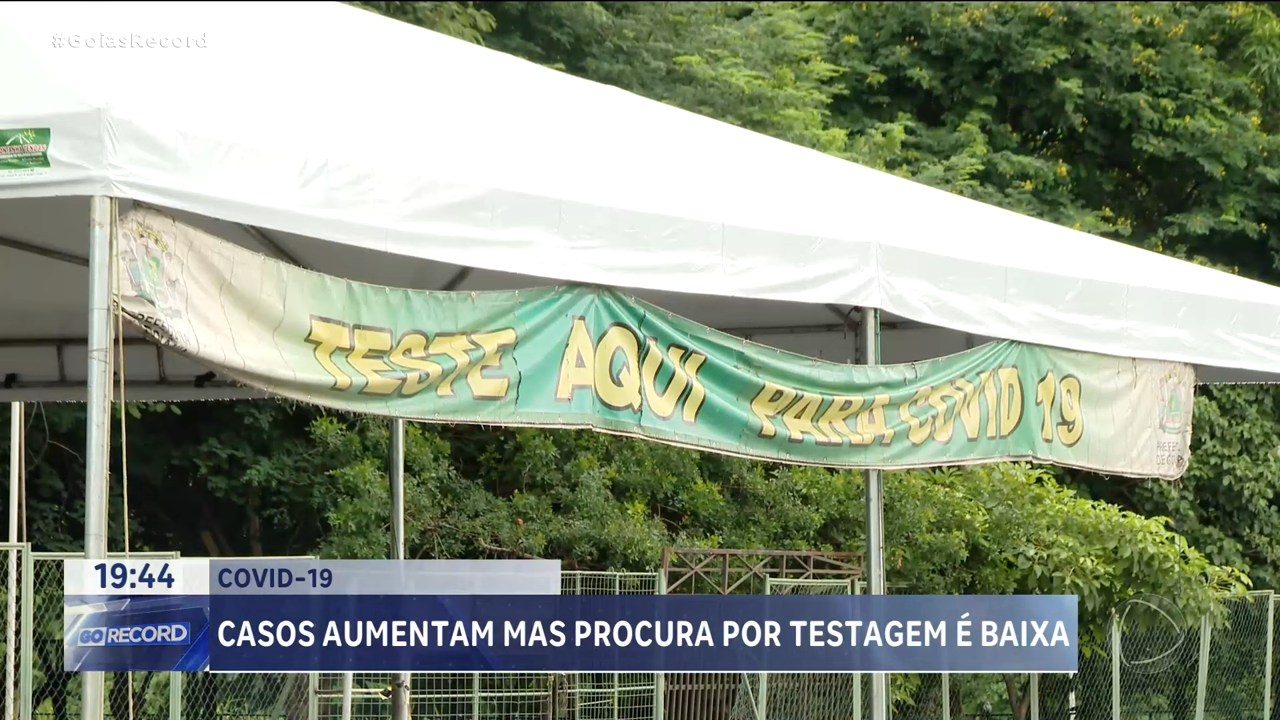 #GoiasRecord
TESTE AQUI PARA COVID 19
19:44
COVID-19
GO RECORD
CASOS AUMENTAM MAS PROCURA POR TESTAGEM É BAIXA